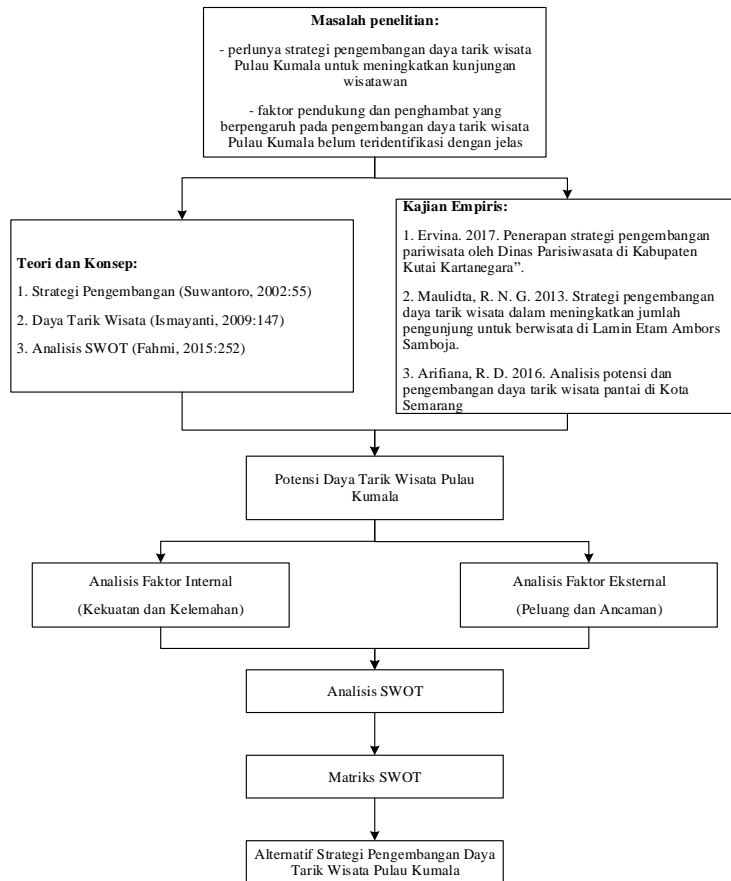 Masalah penelitian:
- perlunya strategi pengembangan daya tarik wisata
Pulau Kumala untuk meningkatkan kunjungan
wisatawan
- faktor pendukung dan penghambat yang
berpengaruh pada pengembangan daya tarik wisata
Pulau Kumala belum teridentifikasi dengan jelas
Teori dan Konsep:
1. Strategi Pengembangan (Suwantoro, 2002:55)
2. Daya Tarik Wisata (Ismayanti, 2009:147)
3. Analisis SWOT (Fahmi, 2015:252)
Kajian Empiris:
1. Ervina. 2017. Penerapan strategi pengembangan
pariwisata oleh Dinas Parisiwasata di Kabupaten
Kutai Kartanegara”.
2. Maulidta, R. N. G. 2013. Strategi pengembangan
daya tarik wisata dalam meningkatkan jumlah
pengunjung untuk berwisata di Lamin Etam Ambors
Samboja.
3. Arifiana, R. D. 2016. Analisis potensi dan
pengembangan daya tarik wisata pantai di Kota
Semarang
Potensi Daya Tarik Wisata Pulau
Kumala
Analisis Faktor Internal
(Kekuatan dan Kelemahan)
Analisis Faktor Eksternal
(Peluang dan Ancaman)
Analisis SWOT
Matriks SWOT
Alternatif Strategi Pengembangan Daya
Tarik Wisata Pulau Kumala